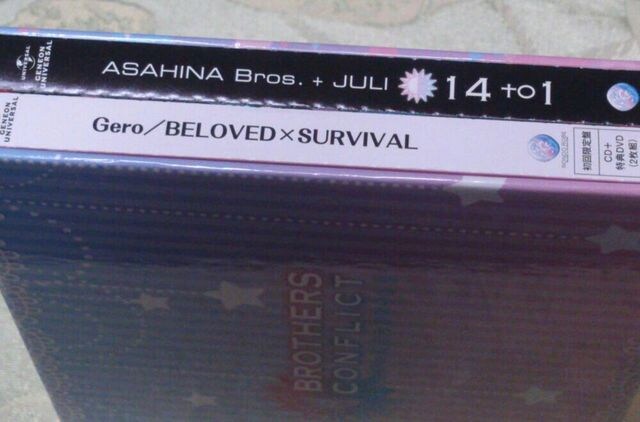 UNIVERSAL
GENEON
UNIVERSAL
ASAHINA Bros. + JULI
14 to 1
GENEON
UNIVERSAL
Gero/BELOVED×SURVIVAL
初回限定盤
CD+
特典DVD
(2枚組)
BROTHERS
CONFLICT